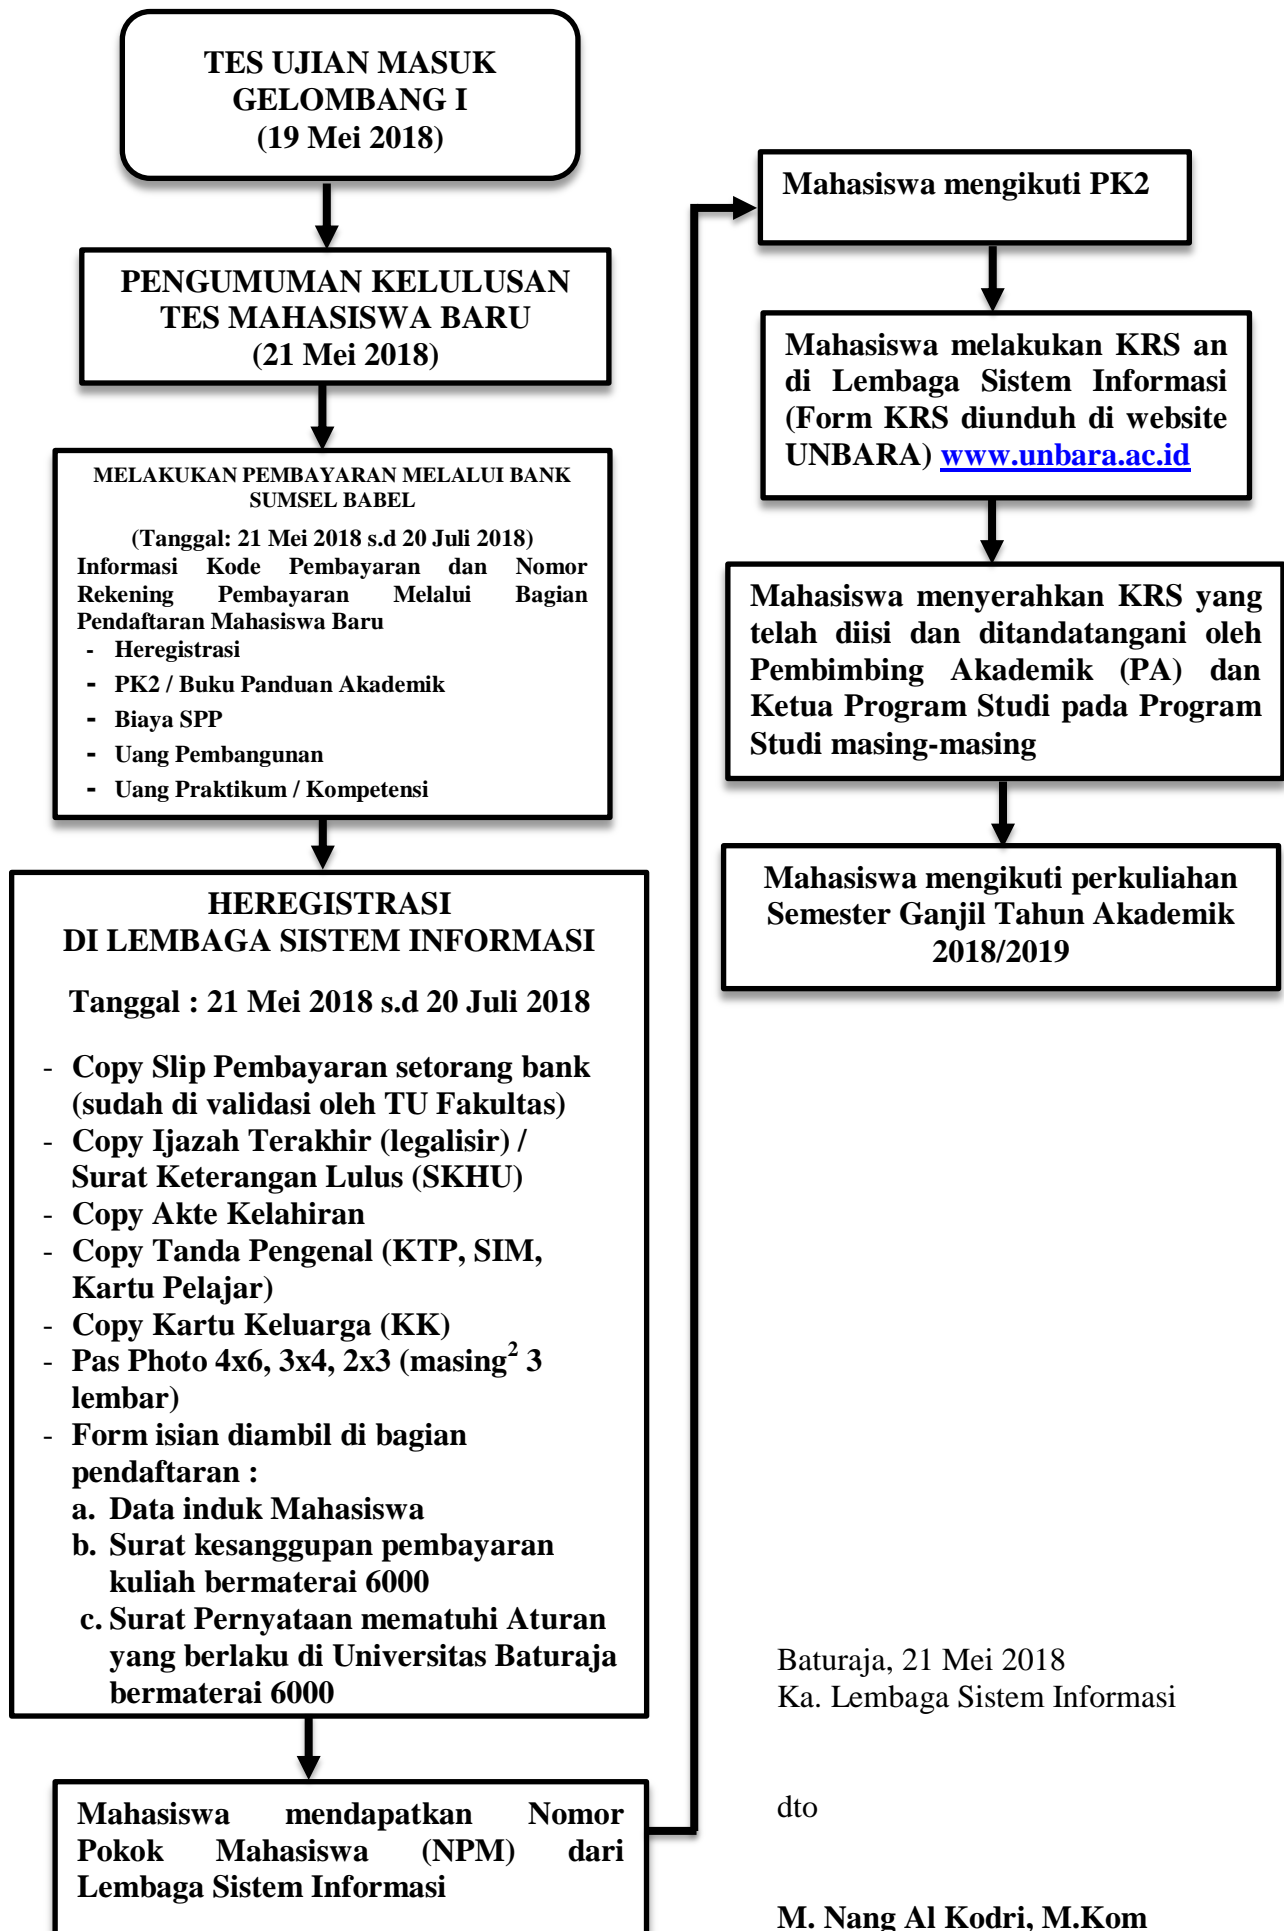 TES UJIAN MASUK
GELOMBANG I
(19 Mei 2018)
PENGUMUMAN KELULUSAN
TES MAHASISWA BARU
(21 Mei 2018)
MELAKUKAN PEMBAYARAN MELALUI BANK
SUMSEL BABEL
(Tanggal: 21 Mei 2018 s.d 20 Juli 2018)
Informasi Kode Pembayaran dan Nomor
Rekening Pembayaran Melalui Bagian
Pendaftaran Mahasiswa Baru
- Heregistrasi
- PK2 / Buku Panduan Akademik
- Biaya SPP
- Uang Pembangunan
- Uang Praktikum / Kompetensi
HEREGISTRASI
DI LEMBAGA SISTEM INFORMASI
Tanggal : 21 Mei 2018 s.d 20 Juli 2018
- Copy Slip Pembayaran setorang bank
(sudah di validasi oleh TU Fakultas)
- Copy Ijazah Terakhir (legalisir) /
Surat Keterangan Lulus (SKHU)
- Copy Akte Kelahiran
- Copy Tanda Pengenal (KTP, SIM,
Kartu Pelajar)
- Copy Kartu Keluarga (KK)
- Pas Photo 4x6, 3x4, 2x3 (masing² 3
lembar)
- Form isian diambil di bagian
pendaftaran :
a. Data induk Mahasiswa
b. Surat kesanggupan pembayaran
kuliah bermaterai 6000
c. Surat Pernyataan mematuhi Aturan
yang berlaku di Universitas Baturaja
bermaterai 6000
Mahasiswa mendapatkan Nomor
Pokok Mahasiswa (NPM) dari
Lembaga Sistem Informasi
Mahasiswa mengikuti PK2
Mahasiswa melakukan KRS an
di Lembaga Sistem Informasi
(Form KRS diunduh di website
UNBARA) www.unbara.ac.id
Mahasiswa menyerahkan KRS yang
telah diisi dan ditandatangani oleh
Pembimbing Akademik (PA) dan
Ketua Program Studi pada Program
Studi masing-masing
Mahasiswa mengikuti perkuliahan
Semester Ganjil Tahun Akademik
2018/2019
Baturaja, 21 Mei 2018
Ka. Lembaga Sistem Informasi
dto
M. Nang Al Kodri, M.Kom